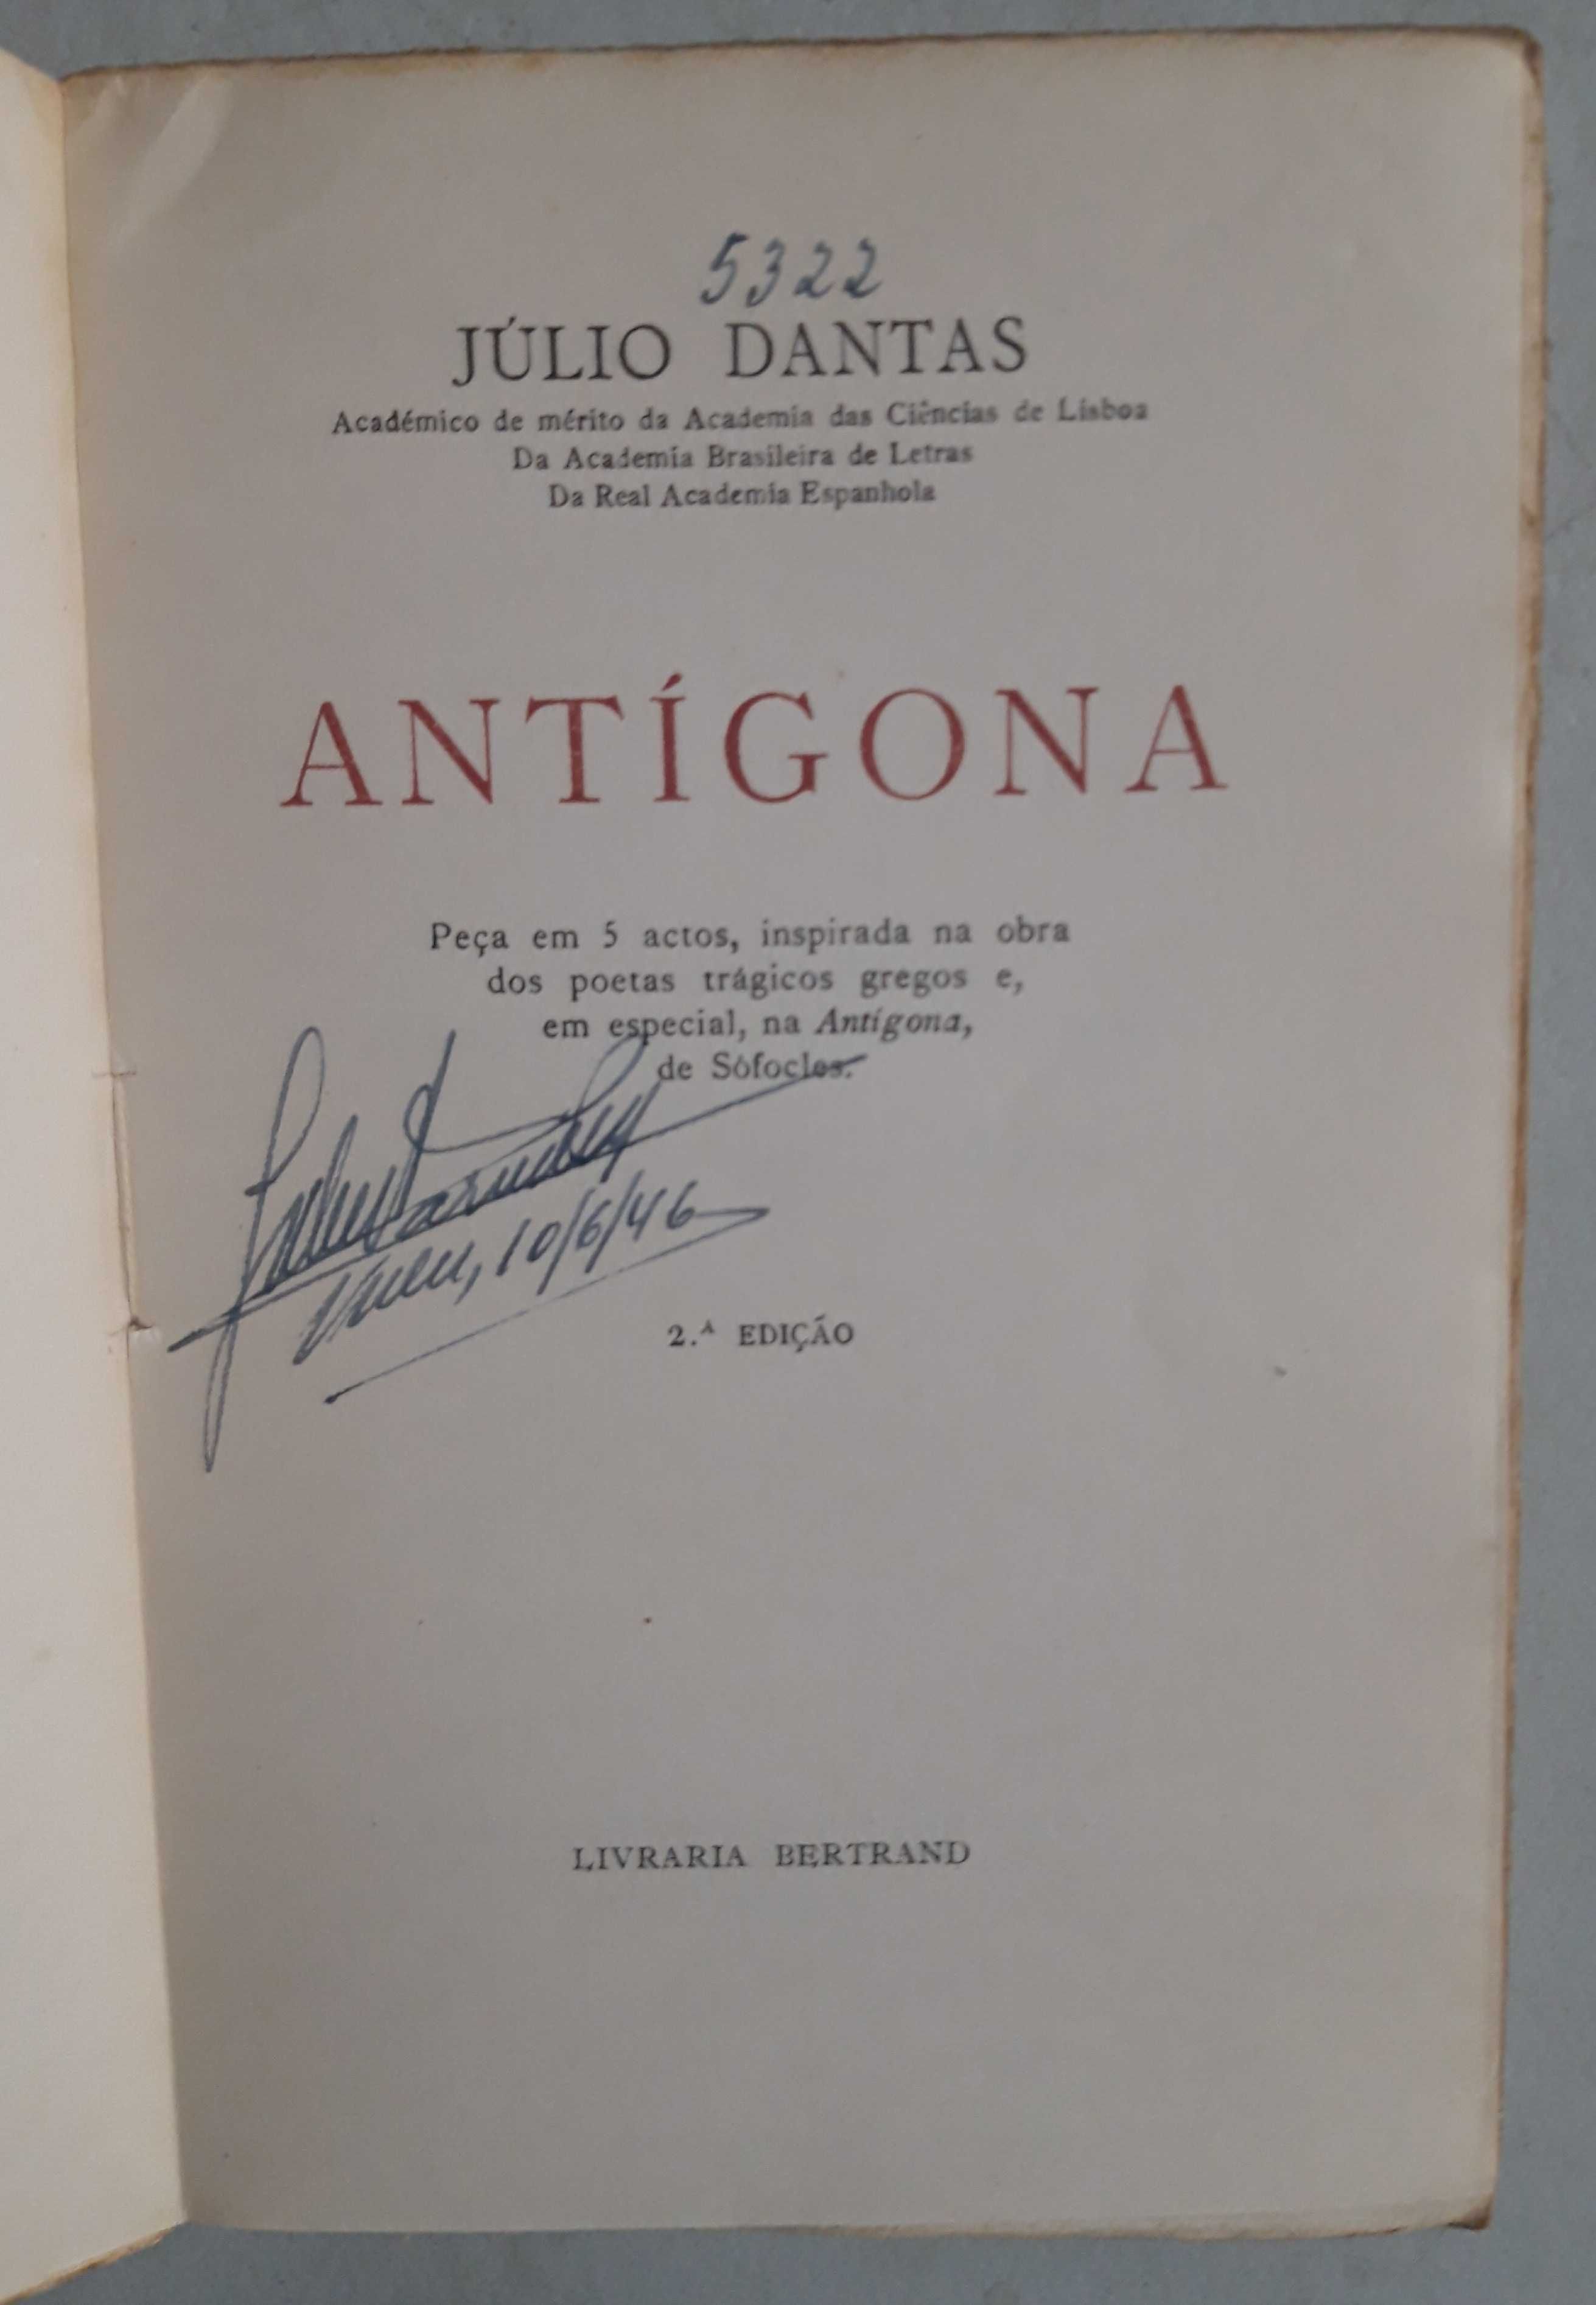 5322
JÚLIO DANTAS
Académico de mérito da Academia das Ciências de Lisboa
Da Academia Brasileira de Letras
Da Real Academia Espanhola
ANTÍGONA
Peça em 5 actos, inspirada na obra
dos poetas trágicos gregos e,
em especial, na Antígona,
de Sófocles.
10/6/46
2.ª EDIÇÃO
LIVRARIA BERTRAND